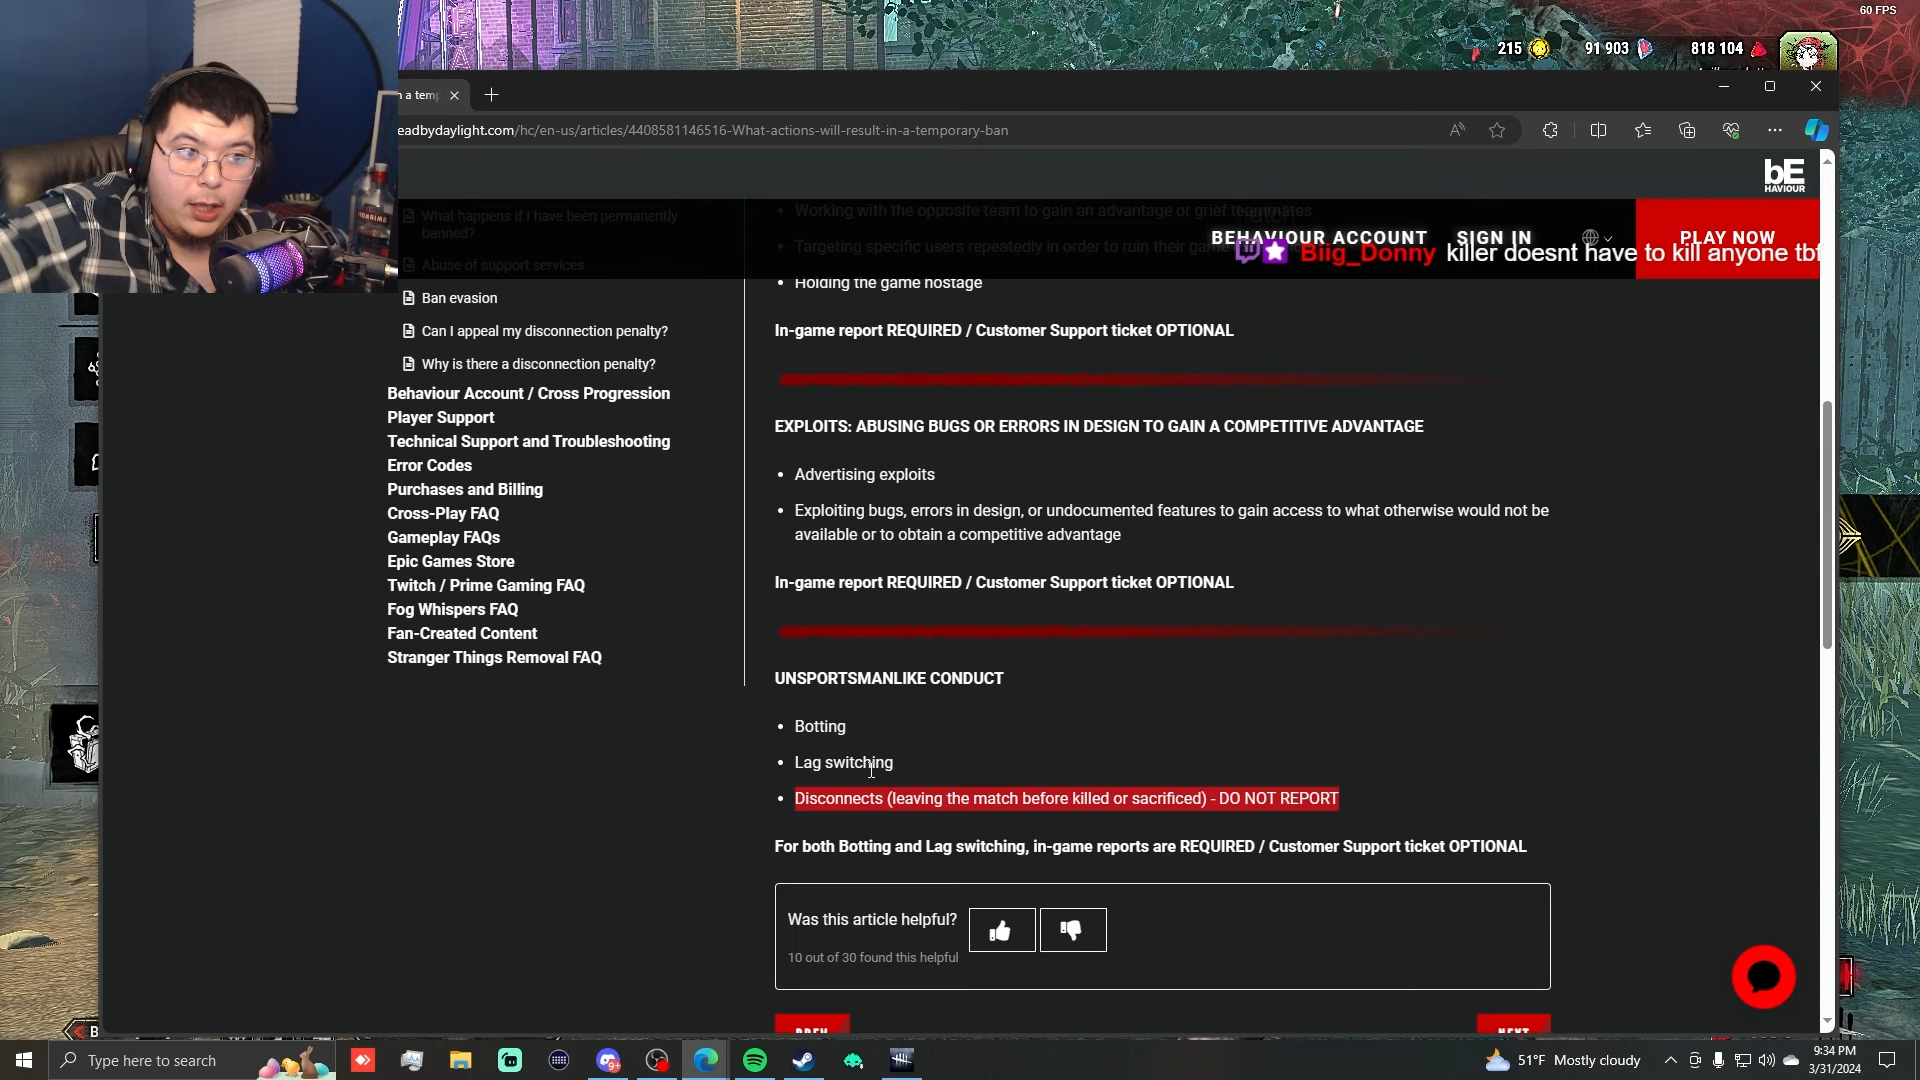 60 FPS
215
91 903
818 104
n a temp
eadbydaylight.com/hc/en-us/articles/4408581146516-What-actions-will-result-in-a-temporary-ban
bE
HAVIOUR
What happens if I have been permanently
banned?
Abuse of support services
Ban evasion
Can I appeal my disconnection penalty?
Why is there a disconnection penalty?
Behaviour Account / Cross Progression
Player Support
Technical Support and Troubleshooting
Error Codes
Purchases and Billing
Cross-Play FAQ
Gameplay FAQs
Epic Games Store
Twitch / Prime Gaming FAQ
Fog Whispers FAQ
Fan-Created Content
Stranger Things Removal FAQ
BEHAVIOUR ACCOUNT
SIGN IN
PLAY NOW
Biig_Donny killer doesnt have to kill anyone tbf
• Working with the opposite team to gain an advantage or grief teammates
• Targeting specific users repeatedly in order to ruin their game
• Holding the game hostage
In-game report REQUIRED / Customer Support ticket OPTIONAL
EXPLOITS: ABUSING BUGS OR ERRORS IN DESIGN TO GAIN A COMPETITIVE ADVANTAGE
• Advertising exploits
• Exploiting bugs, errors in design, or undocumented features to gain access to what otherwise would not be
available or to obtain a competitive advantage
In-game report REQUIRED / Customer Support ticket OPTIONAL
UNSPORTSMANLIKE CONDUCT
• Botting
• Lag switching
• Disconnects (leaving the match before killed or sacrificed) - DO NOT REPORT
For both Botting and Lag switching, in-game reports are REQUIRED / Customer Support ticket OPTIONAL
Was this article helpful?
10 out of 30 found this helpful
PREV
NEXT
B
Type here to search
9+
51°F Mostly cloudy
9:34 PM
3/31/2024